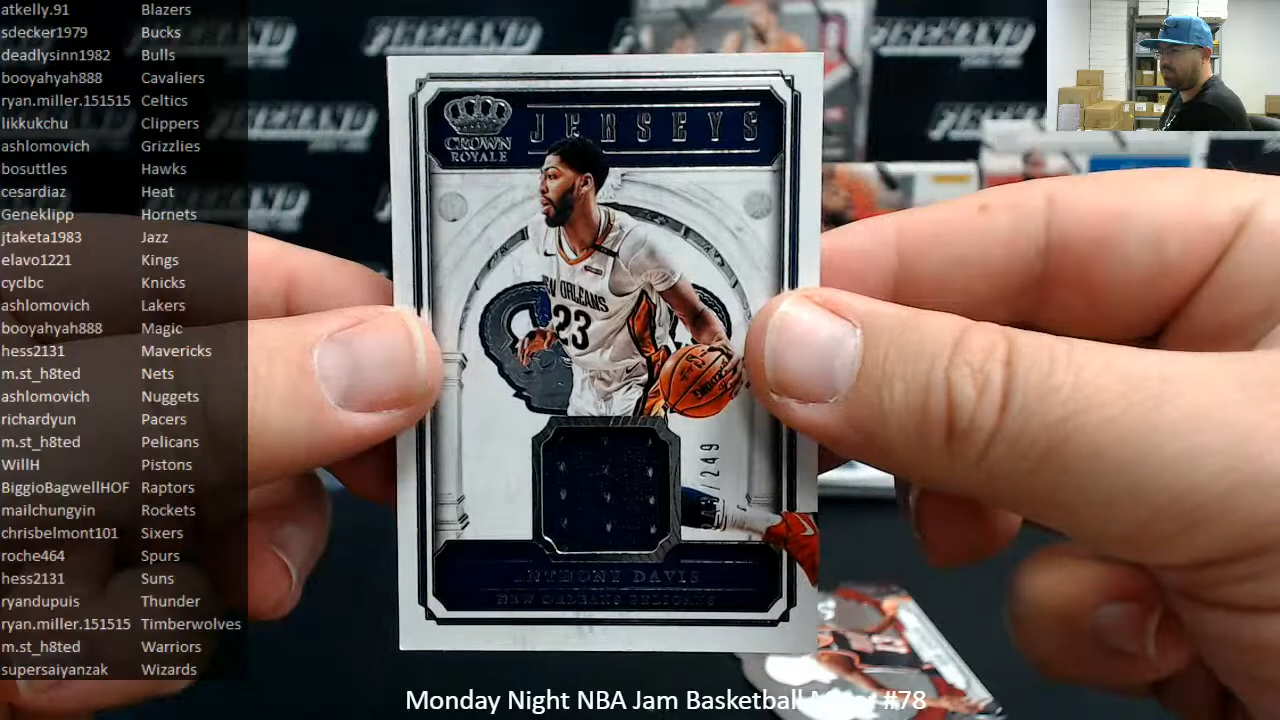 atkelly.91 Blazers
sdecker1979 Bucks
deadlysinn1982 Bulls
booyahyah888 Cavaliers
ryan.miller.151515 Celtics
likkukchu Clippers
ashlomovich Grizzlies
bosuttles Hawks
cesardiaz Heat
Geneklipp Hornets
jtaketa1983 Jazz
elavo1221 Kings
cyclbc Knicks
ashlomovich Lakers
booyahyah888 Magic
hess2131 Mavericks
m.st_h8ted Nets
ashlomovich Nuggets
richardyun Pacers
m.st_h8ted Pelicans
WillH Pistons
BiggioBagwellHOF Raptors
mailchungyin Rockets
chrisbelmont101 Sixers
roche464 Spurs
hess2131 Suns
ryandupuis Thunder
ryan.miller.151515 Timberwolves
m.st_h8ted Warriors
supersaiyanzak Wizards
FIREHAND
FIREHAND
FIREHAND
CROWN
ROYALE
JERSEYS
NEW ORLEANS
23
/249
ANTHONY DAVIS
NEW ORLEANS PELICANS
Monday Night NBA Jam Basketball #78